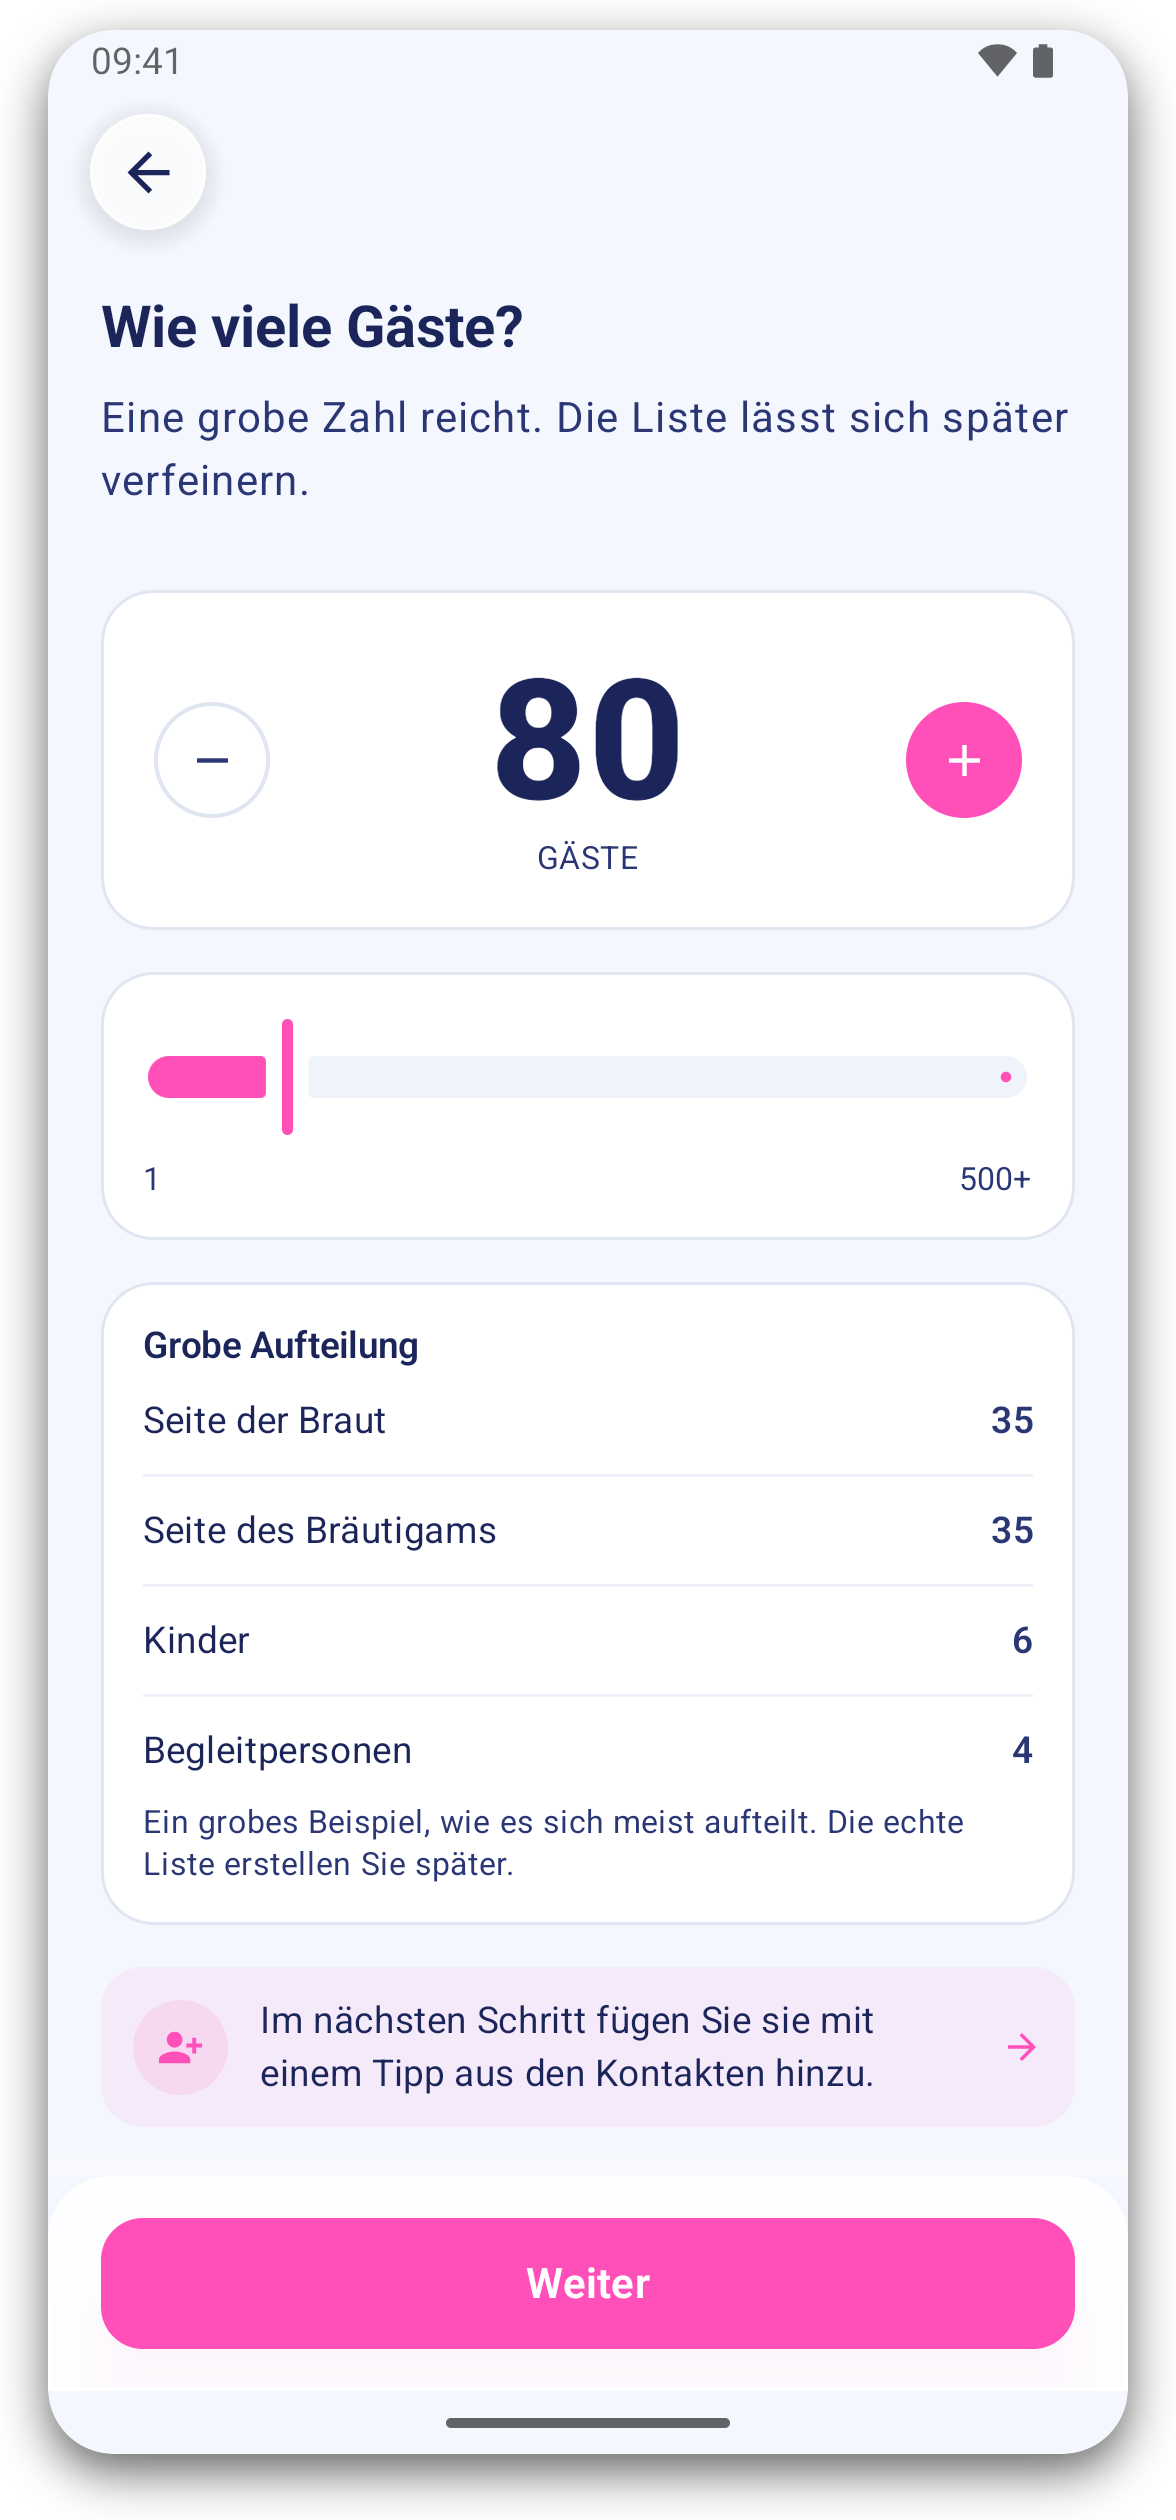 09:41
Wie viele Gäste?
Eine grobe Zahl reicht. Die Liste lässt sich später
verfeinern.
80
GÄSTE
1
500+
Grobe Aufteilung
Seite der Braut 35
Seite des Bräutigams 35
Kinder 6
Begleitpersonen 4
Ein grobes Beispiel, wie es sich meist aufteilt. Die echte
Liste erstellen Sie später.
Im nächsten Schritt fügen Sie sie mit
einem Tipp aus den Kontakten hinzu.
Weiter